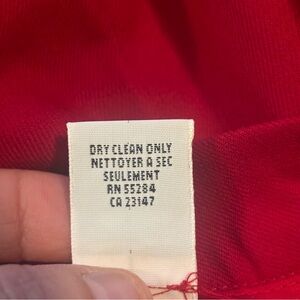 DRY CLEAN ONLY
NETTOYER A SEC
SEULEMENT
RN 55284
CA 23147